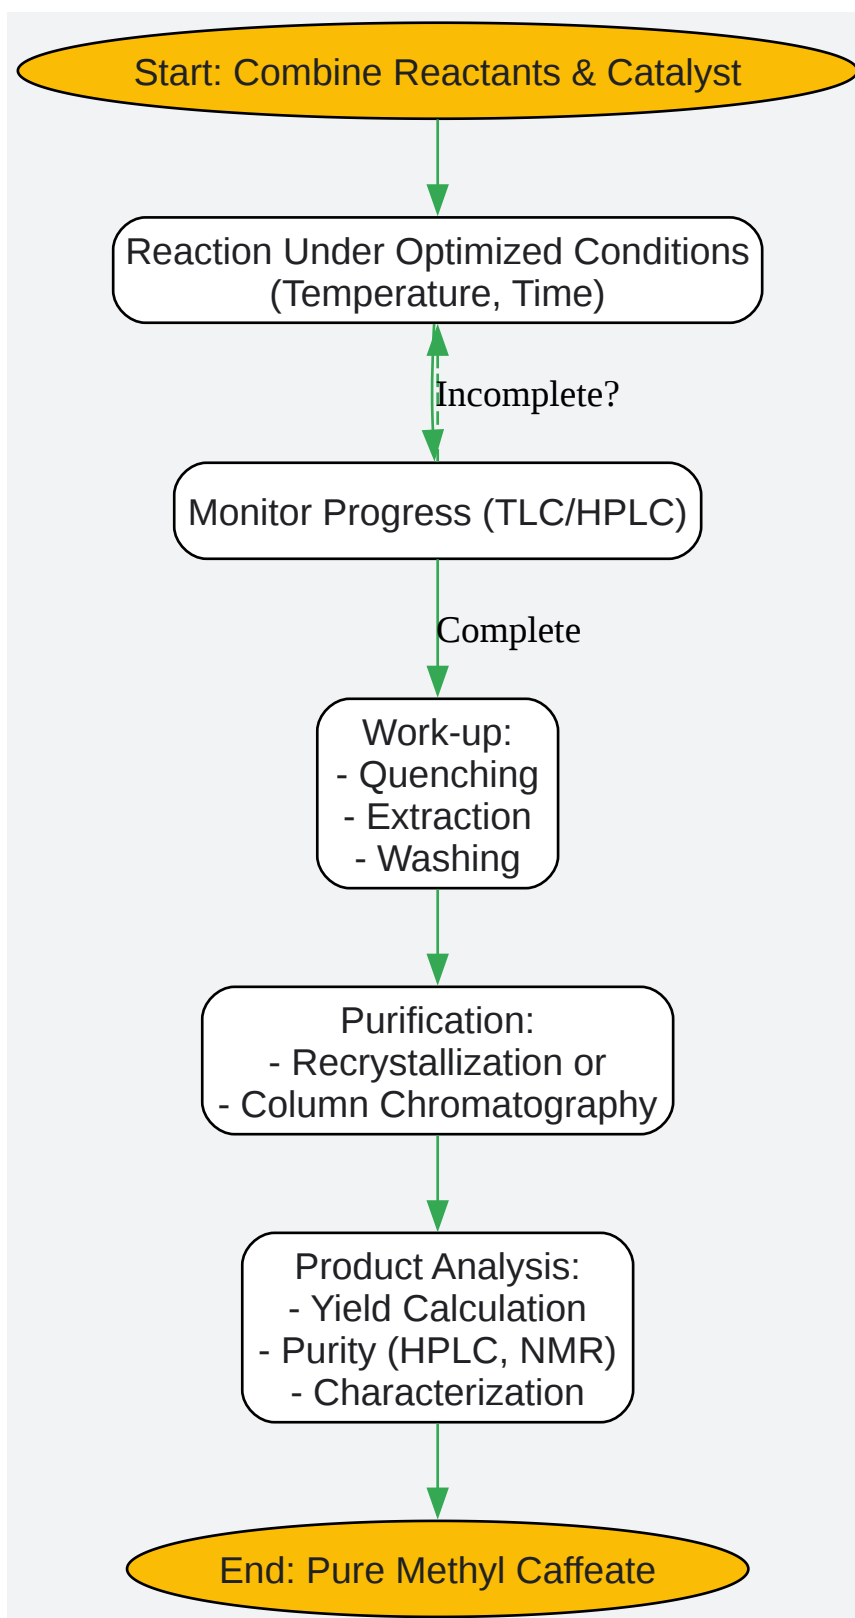 Start: Combine Reactants & Catalyst
Reaction Under Optimized Conditions
(Temperature, Time)
Incomplete?
Monitor Progress (TLC/HPLC)
Complete
Work-up:
- Quenching
- Extraction
- Washing
Purification:
- Recrystallization or
- Column Chromatography
Product Analysis:
- Yield Calculation
- Purity (HPLC, NMR)
- Characterization
End: Pure Methyl Caffeate